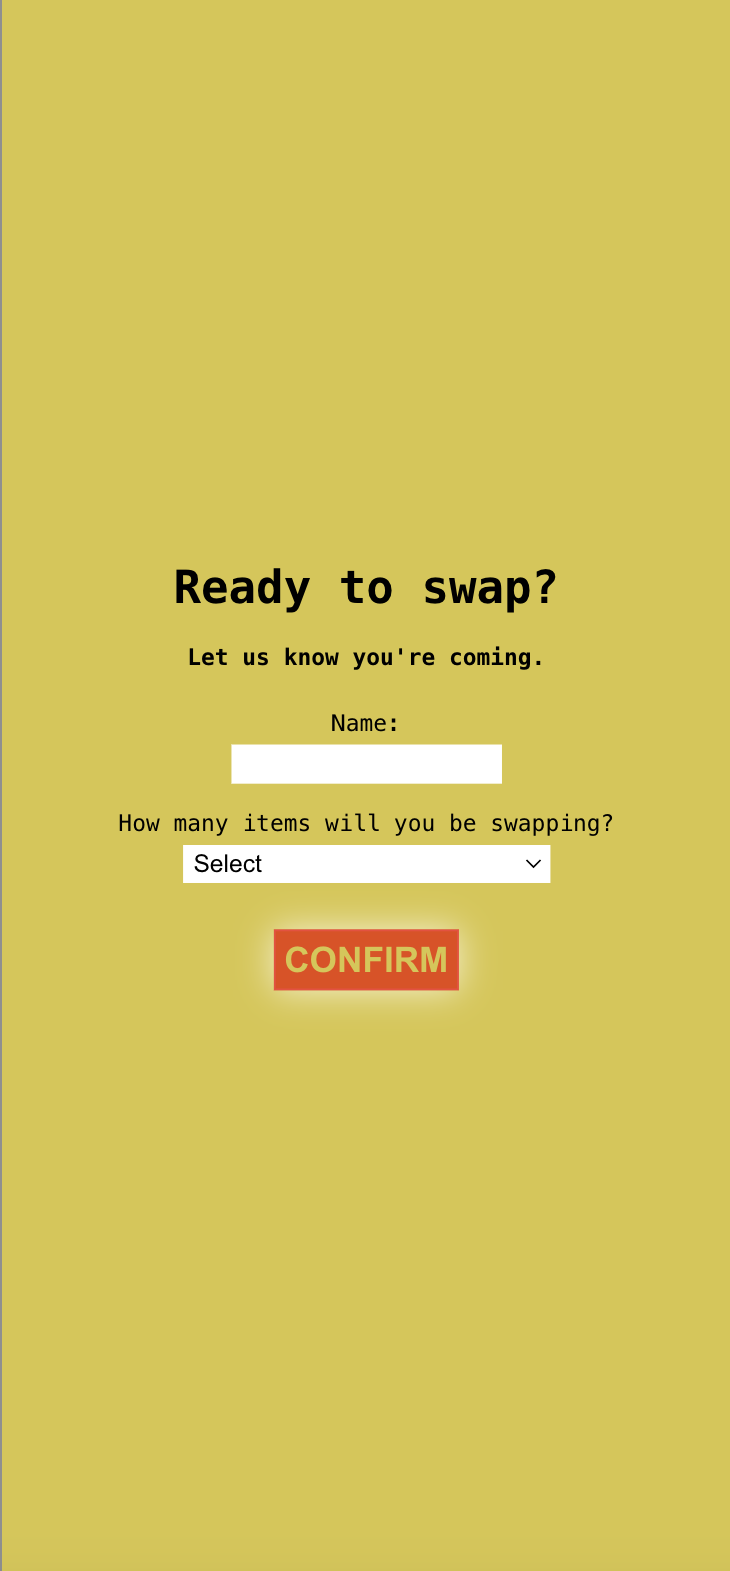 Ready to swap?
Let us know you're coming.
Name:
How many items will you be swapping?
Select
CONFIRM